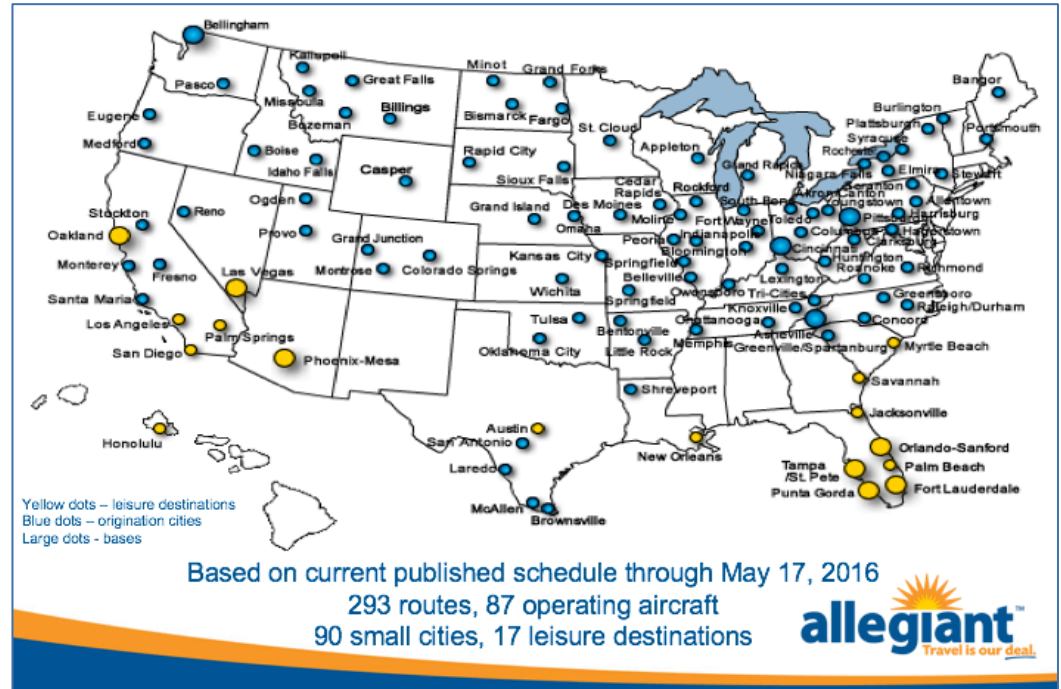 Bellingham
Kalispell
Minot
Grand Forks
Pasco
Great Falls
Bangor
Missoula
Billings
Burlington
Eugene
Bozeman
Bismarck
Fargo
Plattsburgh
St. Cloud
Portsmouth
Medford
Syracuse
Appleton
Rochester
Boise
Rapid City
Grand Rapids
Niagara Falls
Elmira
Stewart
Idaho Falls
Casper
Sioux Falls
Cedar
Rapids
Rockford
Akron-Canton
Scranton
Ogden
Des Moines
South Bend
Youngstown
Allentown
Stockton
Reno
Grand Island
Moline
Fort Wayne
Toledo
Pittsburgh
Harrisburg
Oakland
Provo
Omaha
Columbus
Hagerstown
Grand Junction
Peoria
Indianapolis
Clarksburg
Bloomington
Cincinnati
Monterey
Fresno
Las Vegas
Montrose
Colorado Springs
Kansas City
Springfield
Huntington
Roanoke
Richmond
Belleville
Lexington
Wichita
Owensboro
Tri-Cities
Greensboro
Santa Maria
Springfield
Knoxville
Raleigh/Durham
Los Angeles
Tulsa
Bentonville
Chattanooga
Concord
Palm Springs
Asheville
San Diego
Phoenix-Mesa
Oklahoma City
Little Rock
Memphis
Greenville/Spartanburg
Myrtle Beach
Savannah
Shreveport
Jacksonville
Austin
Honolulu
San Antonio
New Orleans
Orlando-Sanford
Laredo
Tampa
/St. Pete
Palm Beach
Punta Gorda
Fort Lauderdale
McAllen
Brownsville
Yellow dots – leisure destinations
Blue dots – origination cities
Large dots - bases
Based on current published schedule through May 17, 2016
293 routes, 87 operating aircraft
90 small cities, 17 leisure destinations
allegiant™
Travel is our deal.